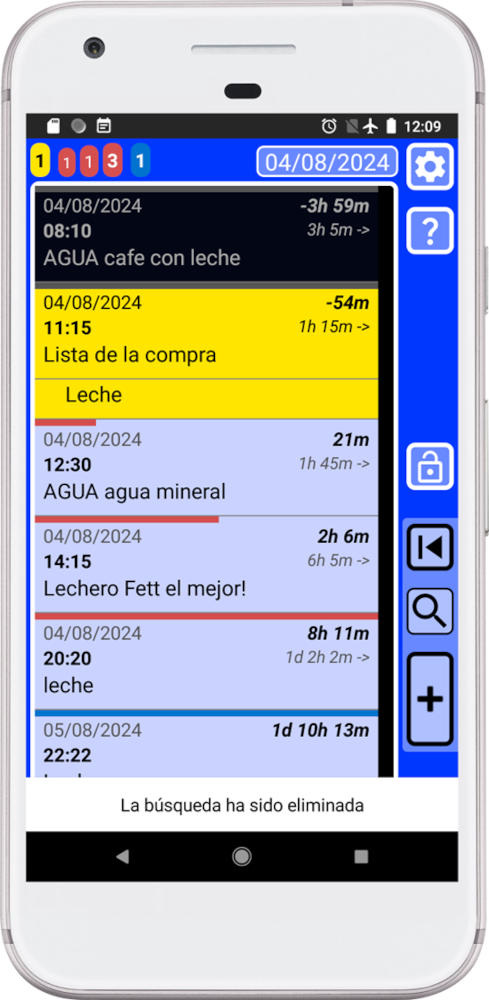 12:09
1 1 1 3 1 04/08/2024
?
04/08/2024 -3h 59m
08:10 3h 5m ->
AGUA cafe con leche
04/08/2024 -54m
11:15 1h 15m ->
Lista de la compra
Leche
04/08/2024 21m
12:30 1h 45m ->
AGUA agua mineral
04/08/2024 2h 6m
14:15 6h 5m ->
Lechero Fett el mejor!
04/08/2024 8h 11m
20:20 1d 2h 2m ->
leche
05/08/2024 1d 10h 13m
22:22
+
La búsqueda ha sido eliminada